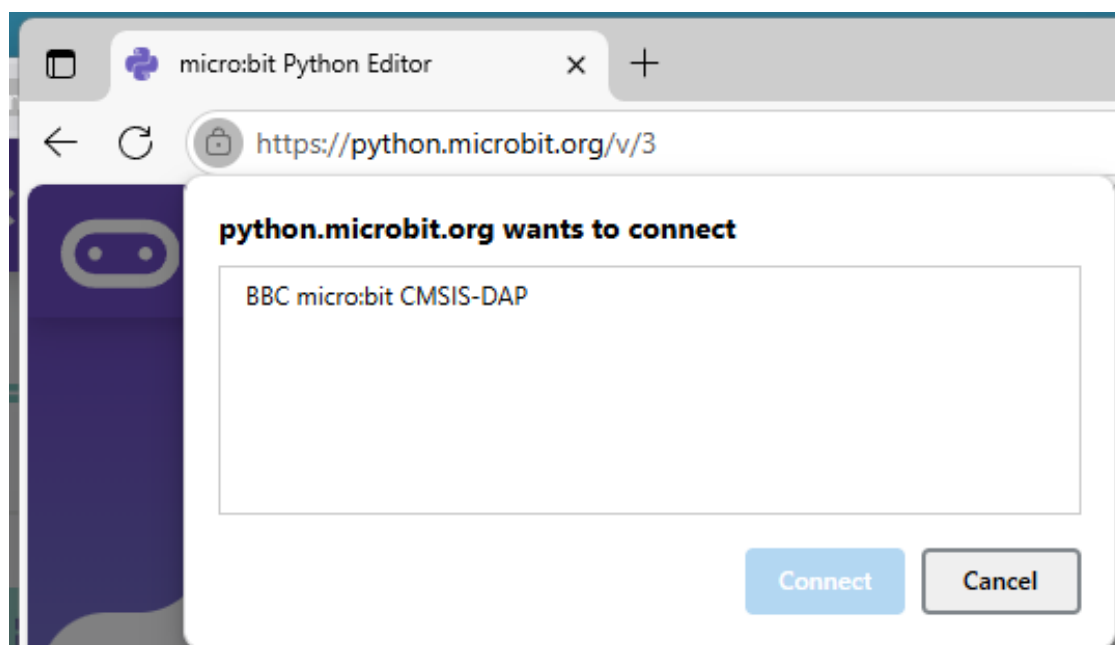 micro:bit Python Editor
https://python.microbit.org/v/3
python.microbit.org wants to connect
BBC micro:bit CMSIS-DAP
Connect Cancel